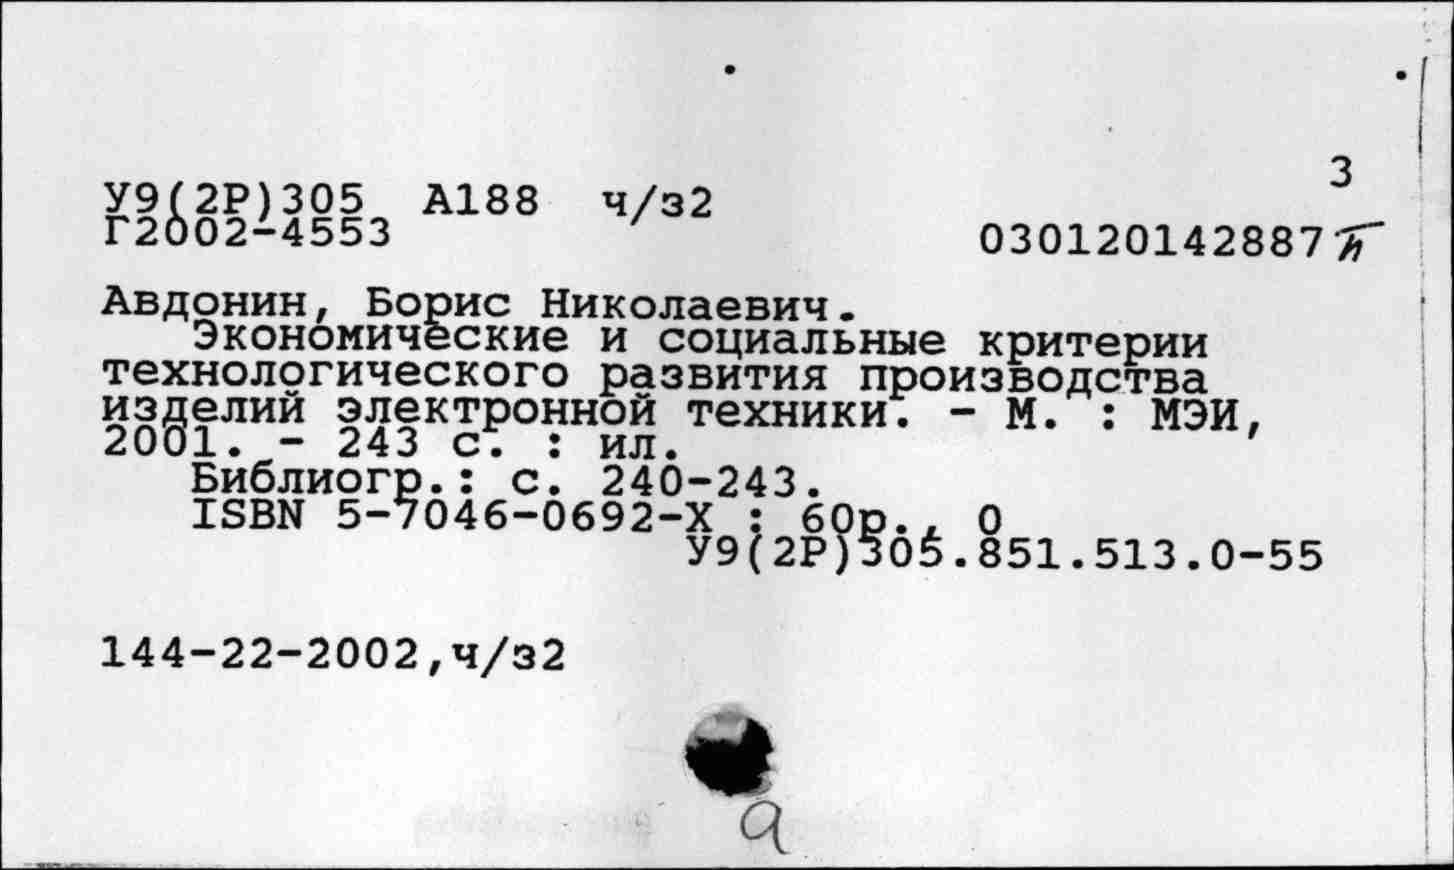 3
У9(2Р)305 А188 ч/з2
Г2002-4553
030120142887
Авдонин, Борис Николаевич.
Экономические и социальные критерии
технологического развития производства
изделий электронной техники. - М. : МЭИ,
2001. - 243 с. : ил.
Библиогр.: с. 240-243.
ISBN 5-7046-0692-X : 60р., 0
У9(2Р)305.851.513.0-55
144-22-2002,ч/з2